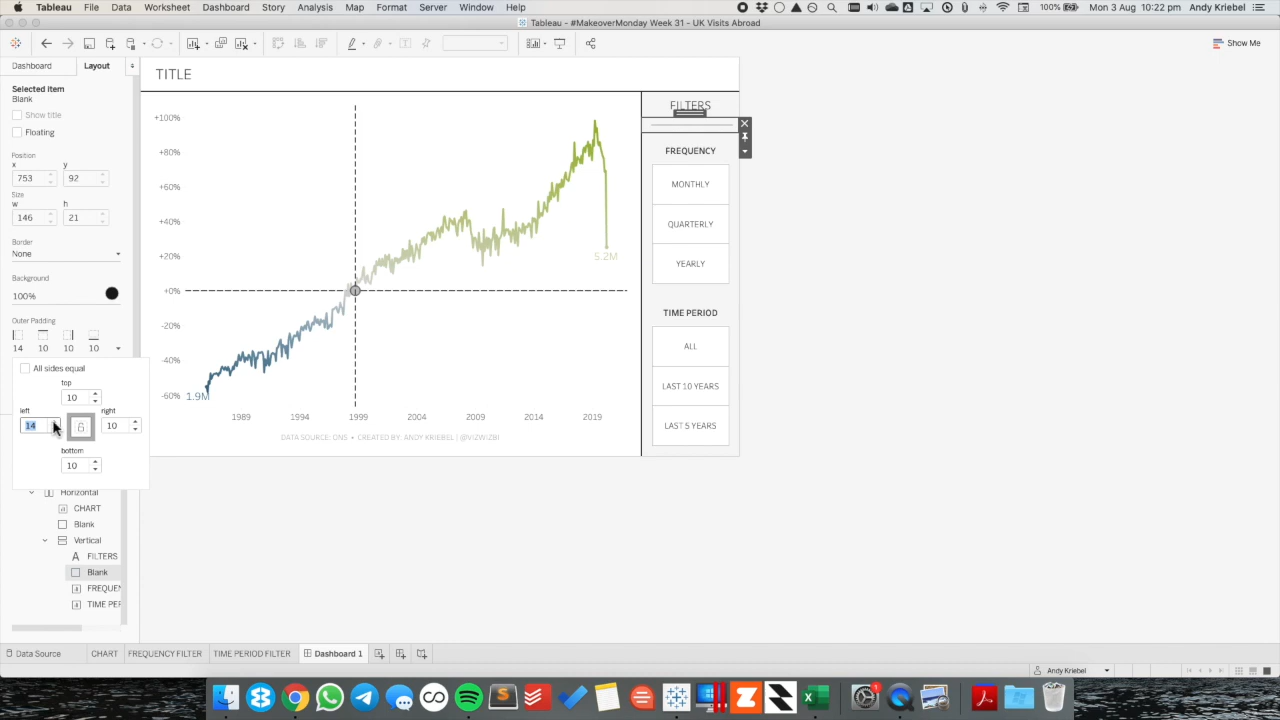 Tableau File Data Worksheet Dashboard Story Analysis Map Format Server Window Help 100% Mon 3 Aug 10:22 pm Andy Kriebel
Tableau - #MakeoverMonday Week 31 - UK Visits Abroad
Show Me
Dashboard Layout
Selected item
Blank
Show title
Floating
Position
x y
753 92
Size
w h
146 21
Border
None
Background
100%
Outer Padding
14 10 10 10
All sides equal
top
10
left right
14 10
bottom
10
Horizontal
CHART
Blank
Vertical
A FILTERS
Blank
FREQUEN
TIME PER
TITLE
+100%
+80%
+60%
+40%
+20%
+0%
-20%
-40%
-60%
1.9M
5.2M
1989 1994 1999 2004 2009 2014 2019
DATA SOURCE: ONS • CREATED BY: ANDY KRIEBEL | @VIZWIZBI
FILTERS
FREQUENCY
MONTHLY
QUARTERLY
YEARLY
TIME PERIOD
ALL
LAST 10 YEARS
LAST 5 YEARS
Data Source CHART FREQUENCY FILTER TIME PERIOD FILTER Dashboard 1
Andy Kriebel